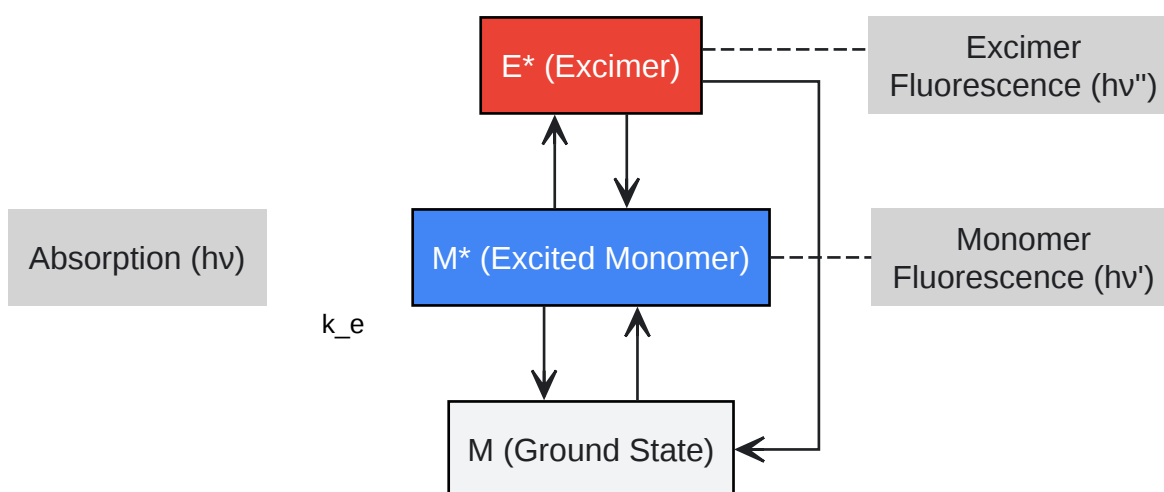 E* (Excimer)
Excimer
Fluorescence (hν'')
Absorption (hν)
M* (Excited Monomer)
Monomer
Fluorescence (hν')
k_e
M (Ground State)